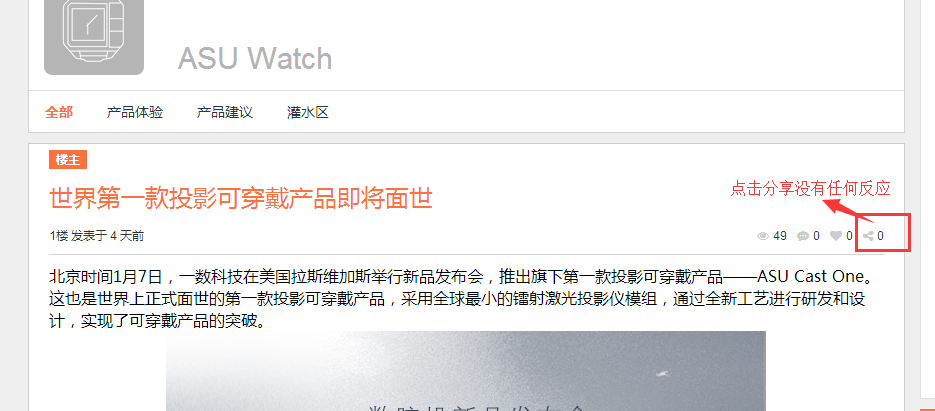 ASU Watch
全部 产品体验 产品建议 灌水区
楼主
世界第一款投影可穿戴产品即将面世
点击分享没有任何反应
1楼 发表于 4 天前 49 0 0 0
北京时间1月7日，一数科技在美国拉斯维加斯举行新品发布会，推出旗下第一款投影可穿戴产品——ASU Cast One。
这也是世界上正式面世的第一款投影可穿戴产品，采用全球最小的镭射激光投影仪模组，通过全新工艺进行研发和设
计，实现了可穿戴产品的突破。